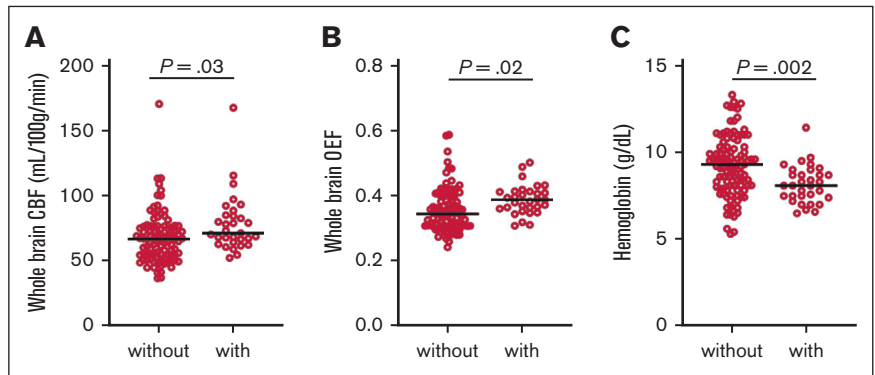 A
Whole brain CBF (mL/100g/min)
200
150
100
50
0
P = .03
without
with
B
Whole brain OEF
0.8
0.6
0.4
0.2
0.0
P = .02
without
with
C
Hemoglobin (g/dL)
15
10
5
0
P = .002
without
with